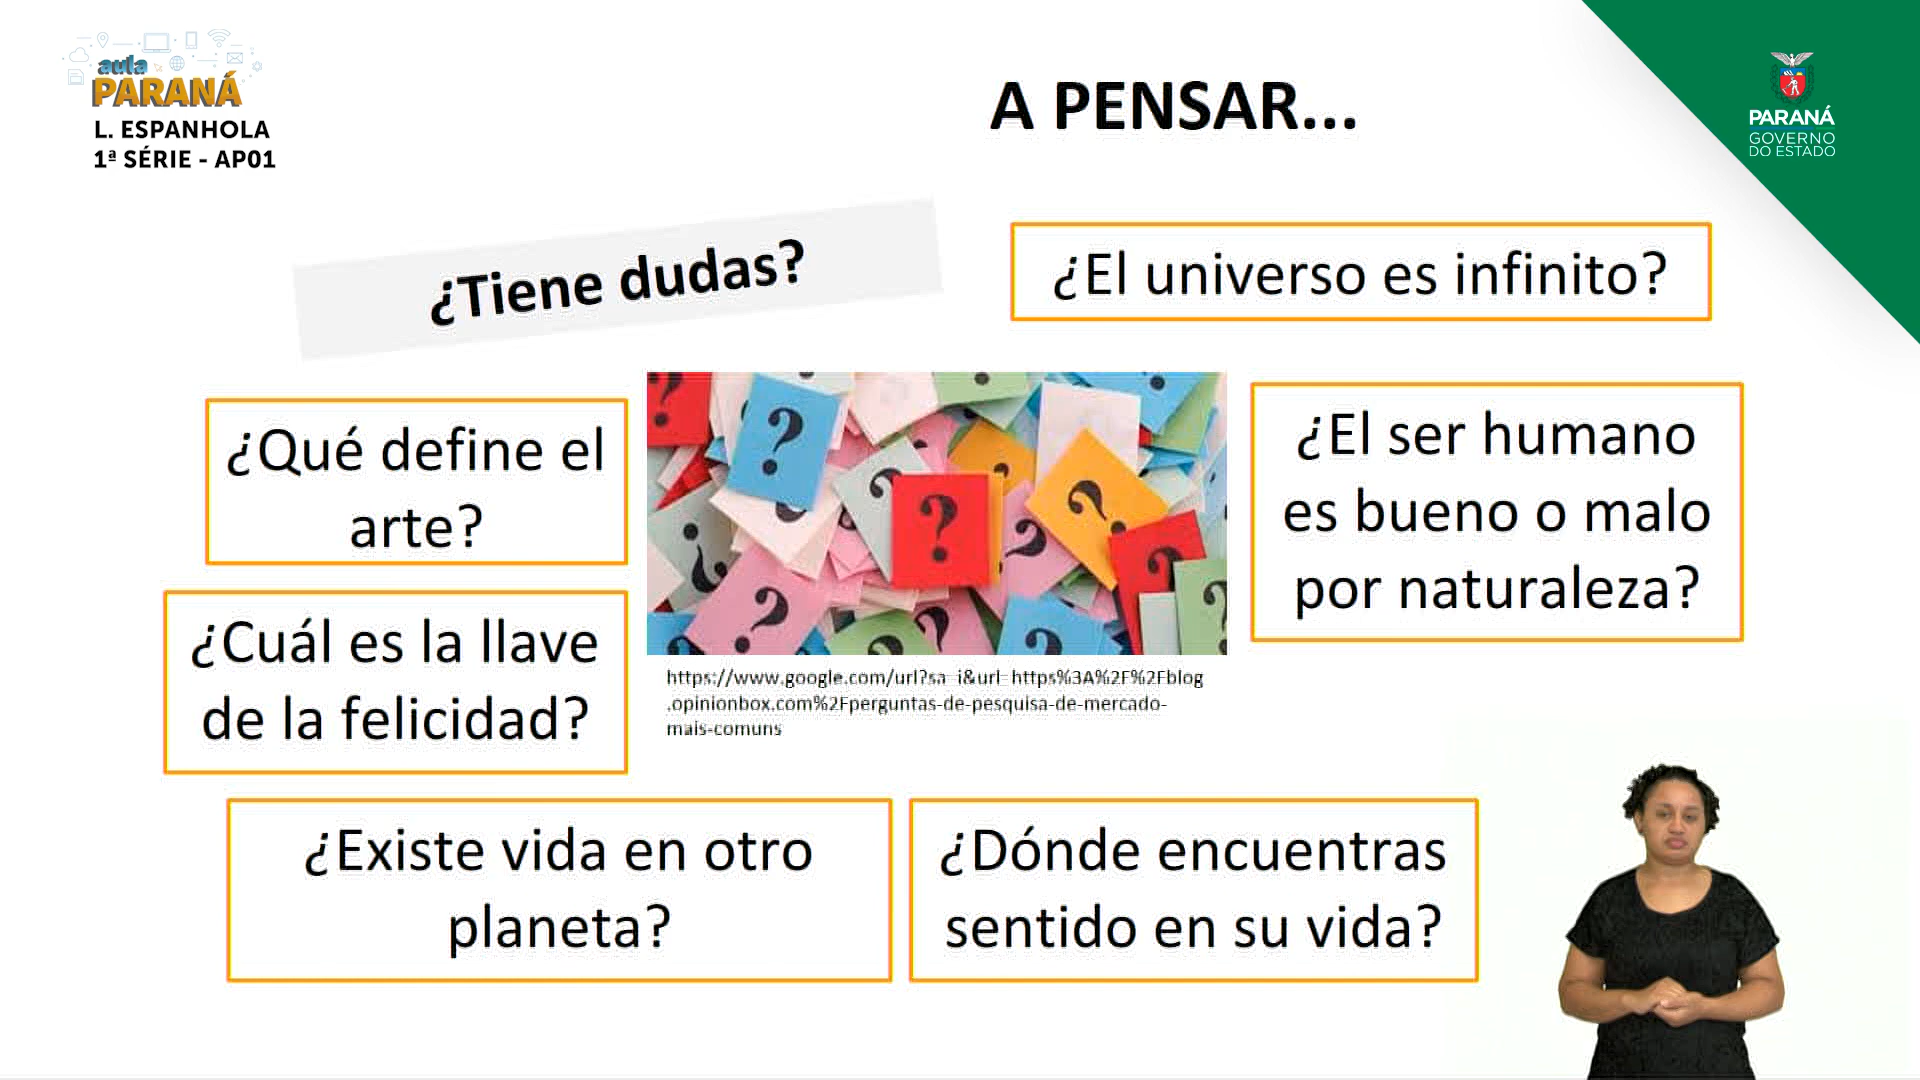 aula
PARANÁ
L. ESPANHOLA
1ª SÉRIE - AP01
A PENSAR...
PARANÁ
GOVERNO
DO ESTADO
¿Tiene dudas?
¿El universo es infinito?
¿Qué define el
arte?
¿El ser humano
es bueno o malo
por naturaleza?
¿Cuál es la llave
de la felicidad?
https://www.google.com/url?sa=i&url=https%3A%2F%2Fblog
.opinionbox.com%2Fperguntas-de-pesquisa-de-mercado-
mais-comuns
¿Existe vida en otro
planeta?
¿Dónde encuentras
sentido en su vida?